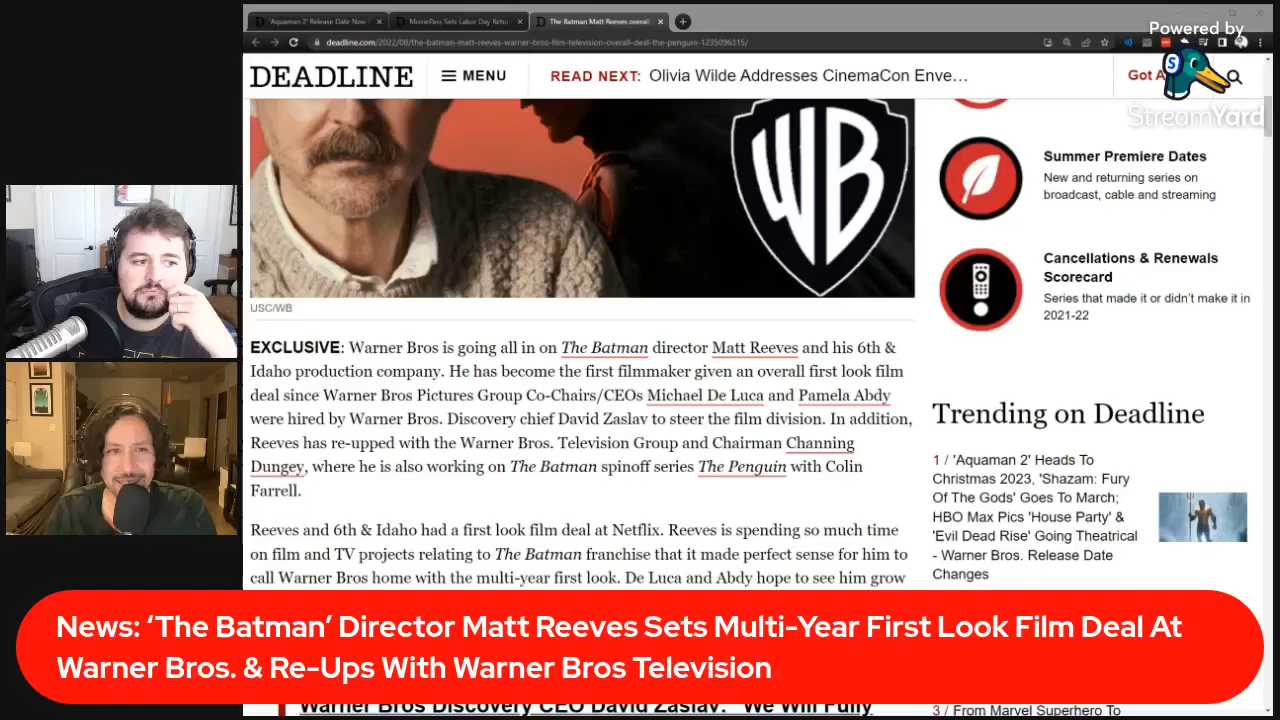 'Aquaman 2' Release Date Now
MoviePass Sets Labor Day Retu
The Batman Matt Reeves overall
deadline.com/2022/08/the-batman-matt-reeves-warner-bros-film-television-overall-deal-the-penguin-1235096315/
Powered by
StreamYard
DEADLINE
MENU
READ NEXT: Olivia Wilde Addresses CinemaCon Enve…
Got A
WB
USC/WB
Summer Premiere Dates
New and returning series on
broadcast, cable and streaming
Cancellations & Renewals
Scorecard
Series that made it or didn't make it in
2021-22
EXCLUSIVE: Warner Bros is going all in on The Batman director Matt Reeves and his 6th &
Idaho production company. He has become the first filmmaker given an overall first look film
deal since Warner Bros Pictures Group Co-Chairs/CEOs Michael De Luca and Pamela Abdy
were hired by Warner Bros. Discovery chief David Zaslav to steer the film division. In addition,
Reeves has re-upped with the Warner Bros. Television Group and Chairman Channing
Dungey, where he is also working on The Batman spinoff series The Penguin with Colin
Farrell.
Reeves and 6th & Idaho had a first look film deal at Netflix. Reeves is spending so much time
on film and TV projects relating to The Batman franchise that it made perfect sense for him to
call Warner Bros home with the multi-year first look. De Luca and Abdy hope to see him grow
Trending on Deadline
1 / 'Aquaman 2' Heads To
Christmas 2023, 'Shazam: Fury
Of The Gods' Goes To March;
HBO Max Pics 'House Party' &
'Evil Dead Rise' Going Theatrical
- Warner Bros. Release Date
Changes
News: ‘The Batman’ Director Matt Reeves Sets Multi-Year First Look Film Deal At
Warner Bros. & Re-Ups With Warner Bros Television
Warner Bros Discovery CEO David Zaslav: "We Will Fully
3 / From Marvel Superhero To